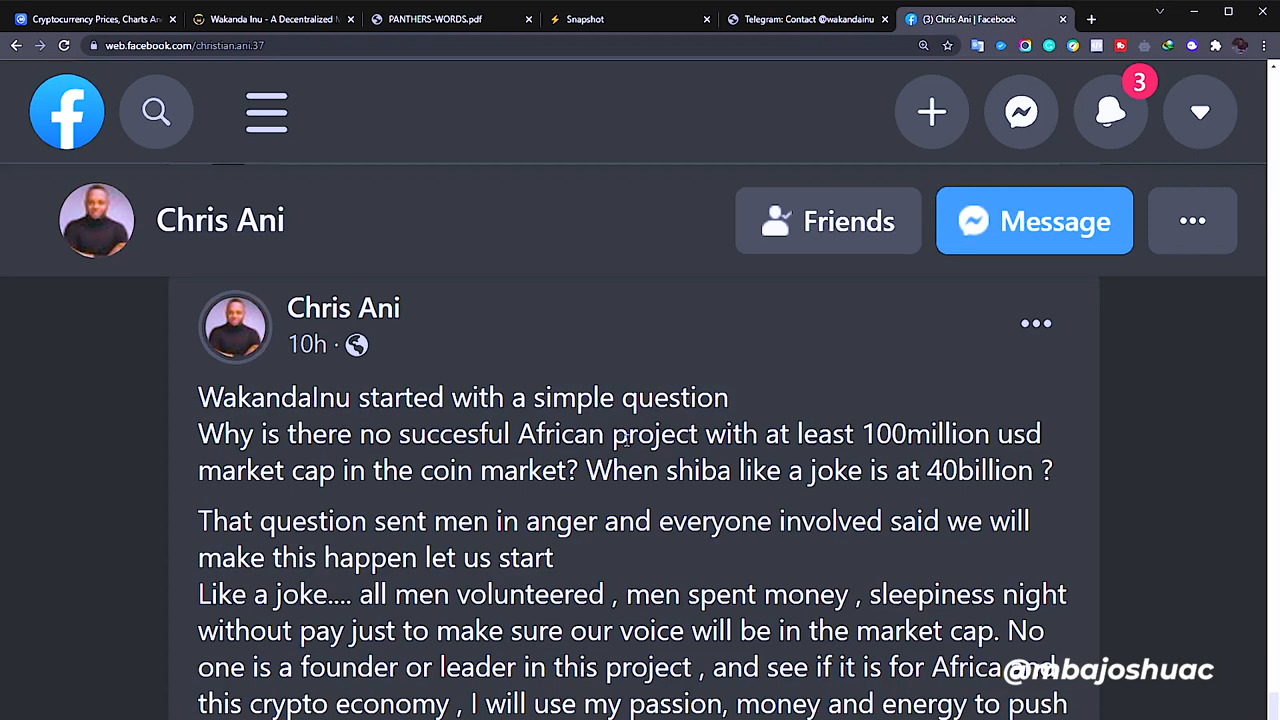 Cryptocurrency Prices, Charts An
Wakanda Inu - A Decentralized M
PANTHERS-WORDS.pdf
Snapshot
Telegram: Contact @wakandainu
(3) Chris Ani | Facebook
web.facebook.com/christian.ani.37
3
Chris Ani
Friends
Message
Chris Ani
10h ·
WakandaInu started with a simple question
Why is there no succesful African project with at least 100million usd
market cap in the coin market? When shiba like a joke is at 40billion ?
That question sent men in anger and everyone involved said we will
make this happen let us start
Like a joke.... all men volunteered , men spent money , sleepiness night
without pay just to make sure our voice will be in the market cap. No
one is a founder or leader in this project , and see if it is for Africa and
this crypto economy , I will use my passion, money and energy to push
@mbajoshuac